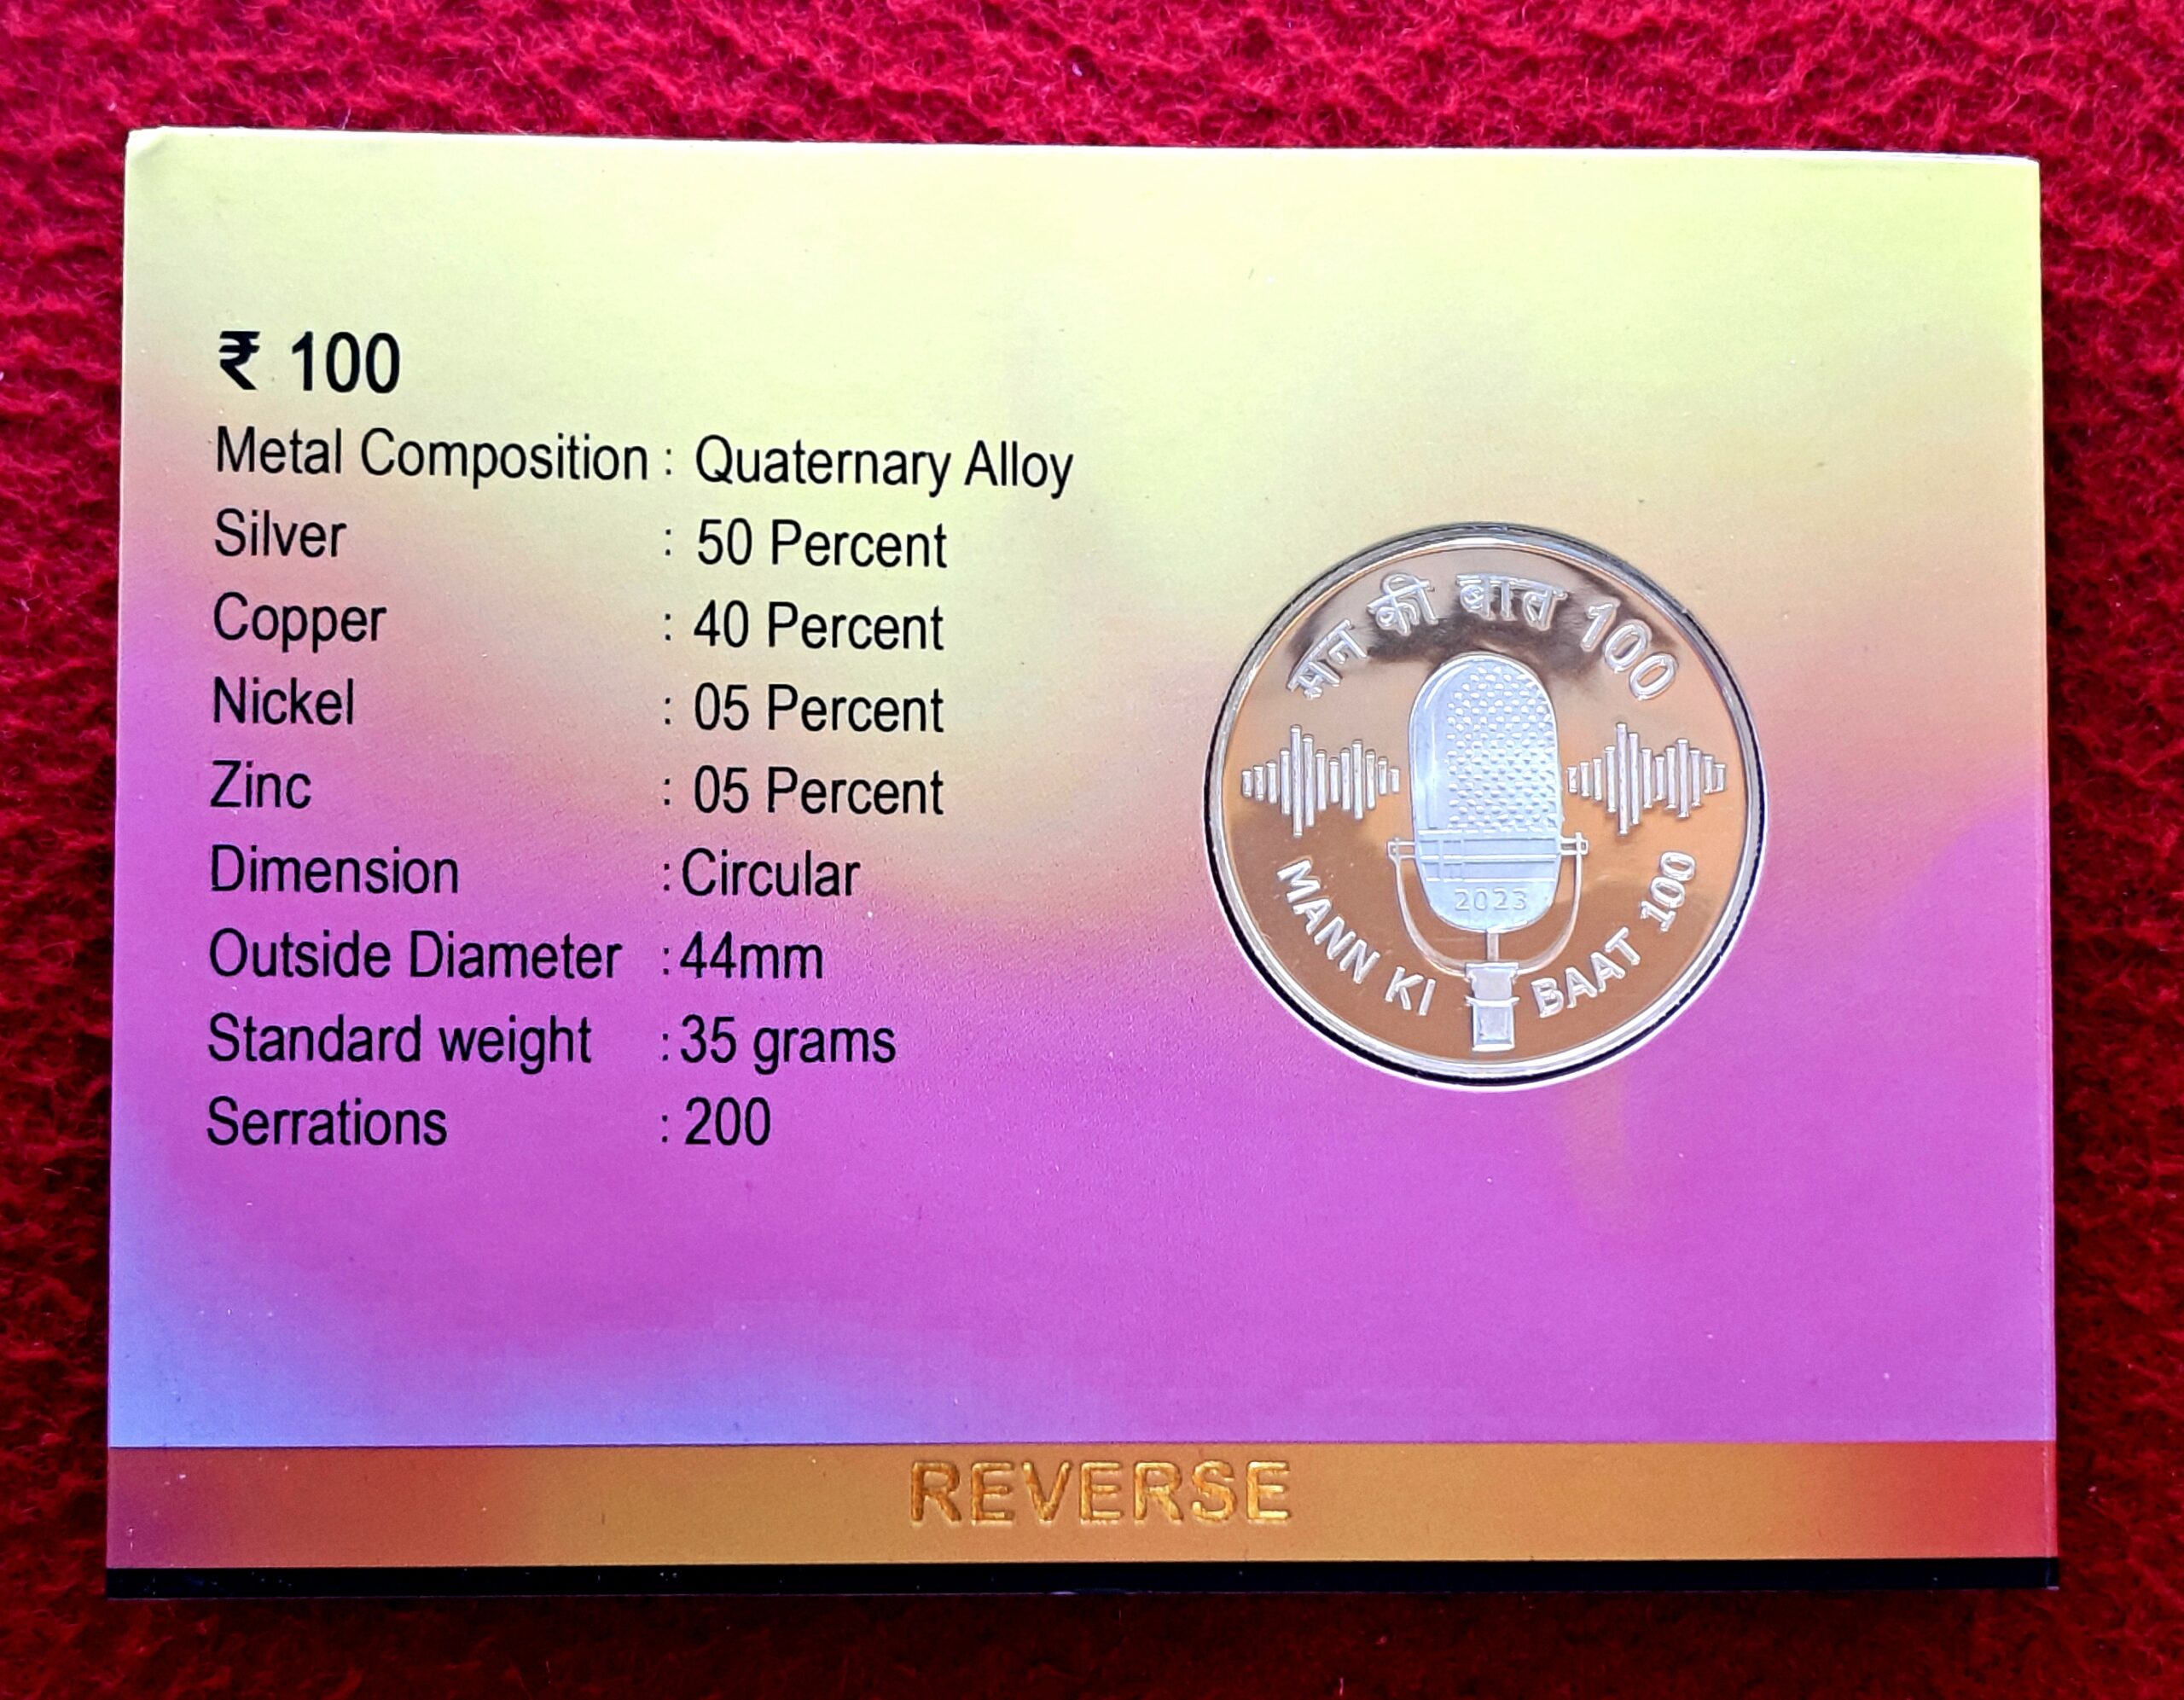 ₹ 100
Metal Composition : Quaternary Alloy
Silver : 50 Percent
Copper : 40 Percent
Nickel : 05 Percent
Zinc : 05 Percent
Dimension : Circular
Outside Diameter : 44mm
Standard weight : 35 grams
Serrations : 200
मन की बात 100
2023
MANN KI BAAT 100
REVERSE